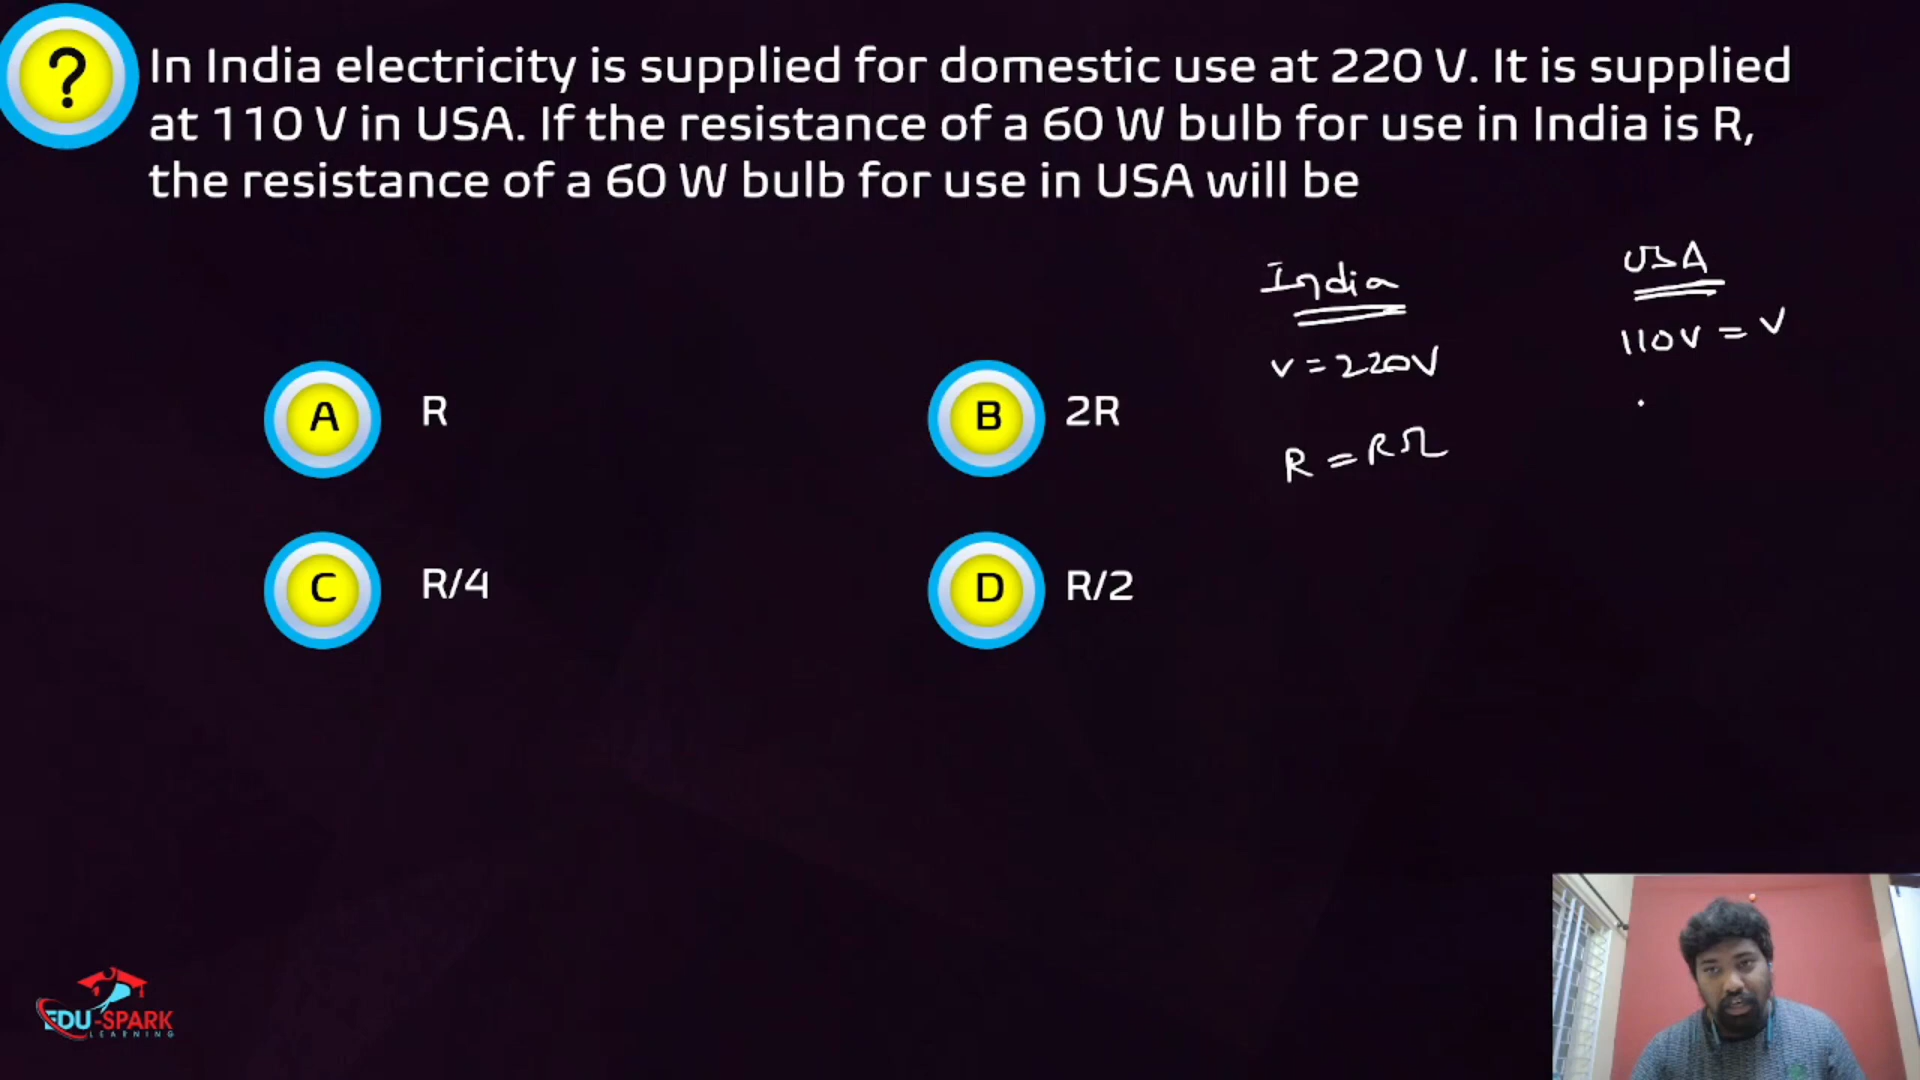 ?
In India electricity is supplied for domestic use at 220 V. It is supplied
at 110 V in USA. If the resistance of a 60 W bulb for use in India is R,
the resistance of a 60 W bulb for use in USA will be
India
USA
V = 220V
110V = V
R = RΩ
A R
B 2R
C R/4
D R/2
EDU-SPARK
LEARNING